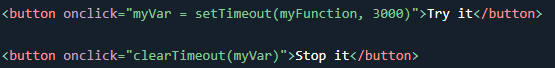 <button onclick="myVar = setTimeout(myFunction, 3000)">Try it</button>
<button onclick="clearTimeout(myVar)">Stop it</button>